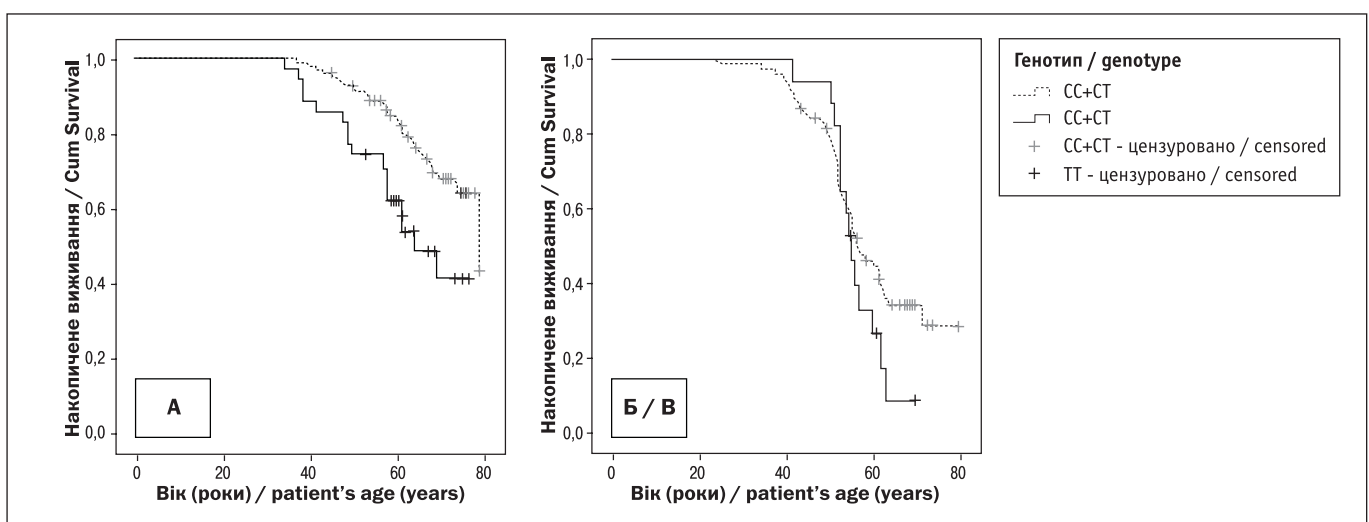 Накопичене виживання / Cum Survival
1,0
0,8
0,6
0,4
0,2
0,0
А
0
20
40
60
80
Вік (роки) / patient's age (years)
Накопичене виживання / Cum Survival
1,0
0,8
0,6
0,4
0,2
0,0
Б / В
0
20
40
60
80
Вік (роки) / patient's age (years)
Генотип / genotype
CC+CT
CC+CT
CC+CT - цензуровано / censored
TT - цензуровано / censored